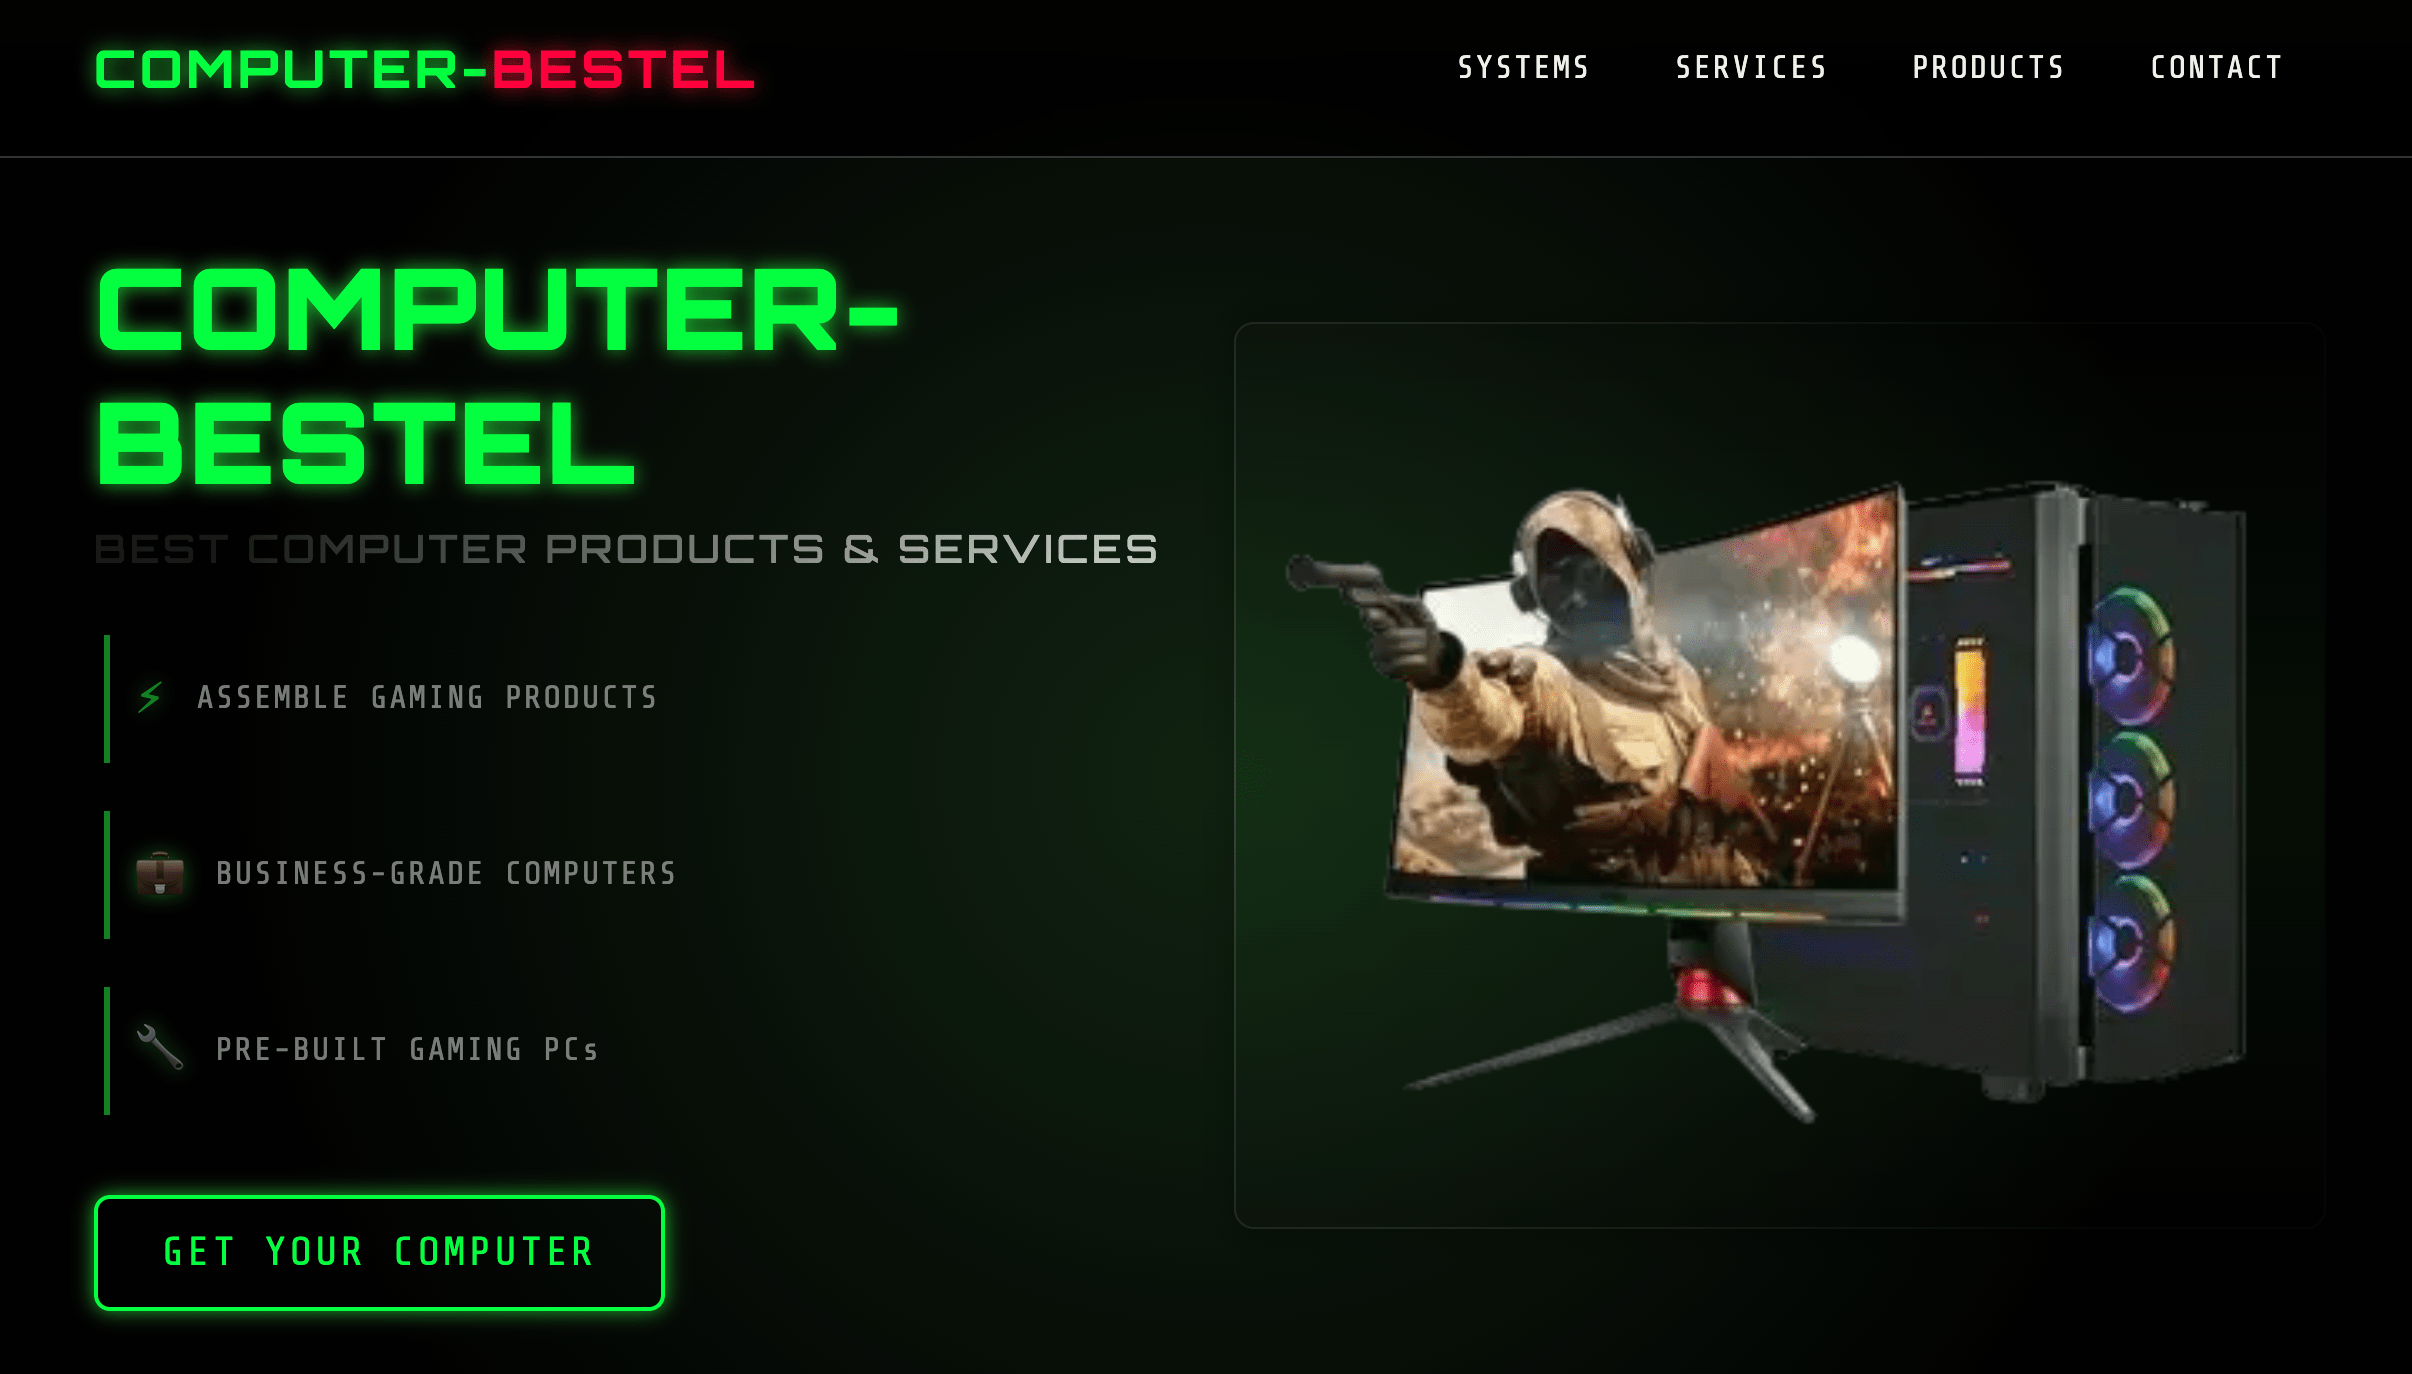 COMPUTER-BESTEL
SYSTEMS SERVICES PRODUCTS CONTACT
COMPUTER-
BESTEL
BEST COMPUTER PRODUCTS & SERVICES
ASSEMBLE GAMING PRODUCTS
BUSINESS-GRADE COMPUTERS
PRE-BUILT GAMING PCs
GET YOUR COMPUTER